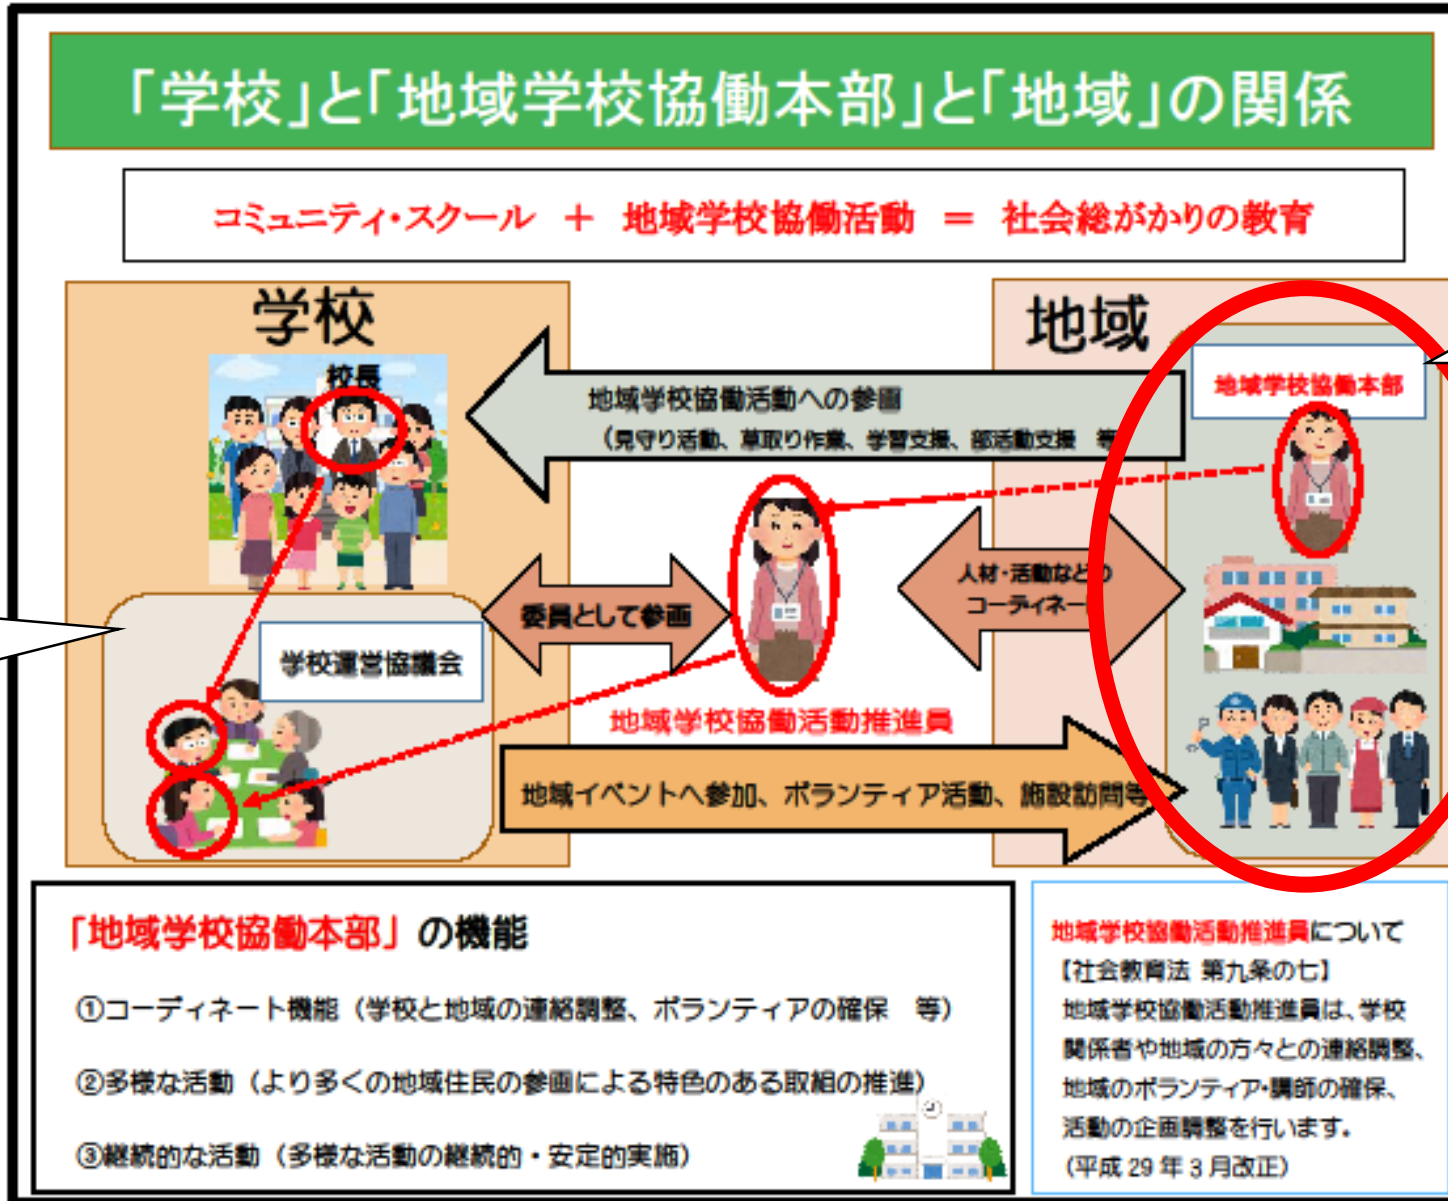 「学校」と「地域学校協働本部」と「地域」の関係
コミュニティ・スクール ＋ 地域学校協働活動 ＝ 社会総がかりの教育
学校
校長
地域
地域学校協働本部
地域学校協働活動への参画
（見守り活動、草取り作業、学習支援、部活動支援 等
委員として参画
人材・活動などの
コーディネー
学校運営協議会
地域学校協働活動推進員
地域イベントへ参加、ボランティア活動、施設訪問等
「地域学校協働本部」の機能
①コーディネート機能（学校と地域の連絡調整、ボランティアの確保 等）
②多様な活動（より多くの地域住民の参画による特色のある取組の推進）
③継続的な活動（多様な活動の継続的・安定的実施）
地域学校協働活動推進員について
【社会教育法 第九条の七】
地域学校協働活動推進員は、学校
関係者や地域の方々との連絡調整、
地域のボランティア・講師の確保、
活動の企画調整を行います。
（平成 29 年 3 月改正）